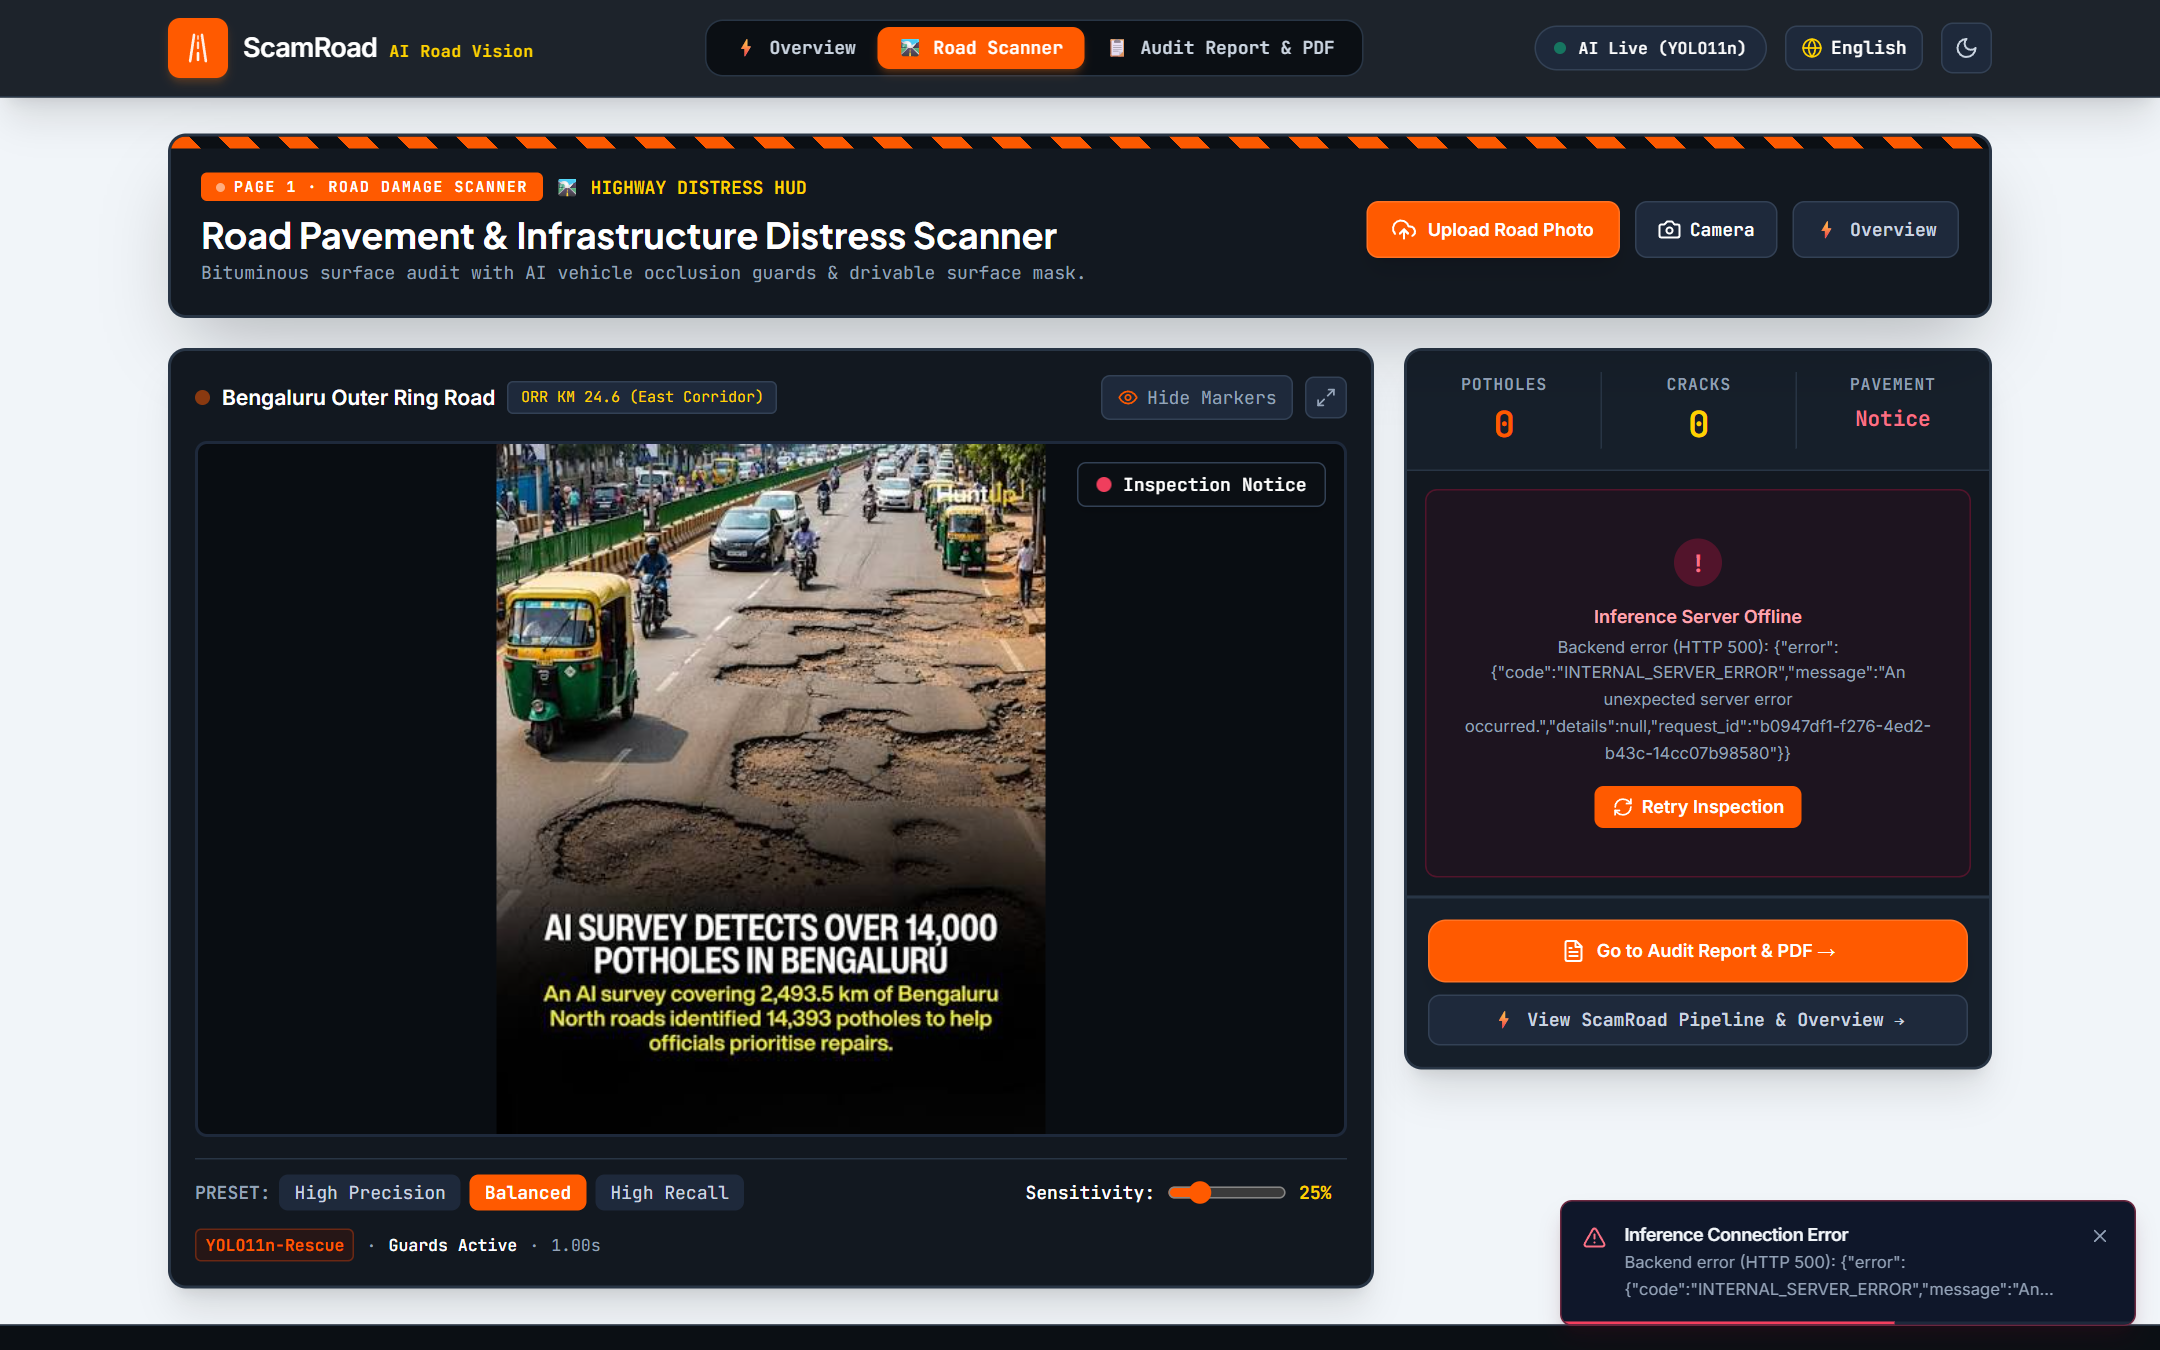 ScamRoad AI Road Vision
Overview
Road Scanner
Audit Report & PDF
AI Live (YOLO11n)
English
PAGE 1 · ROAD DAMAGE SCANNER
HIGHWAY DISTRESS HUD
Road Pavement & Infrastructure Distress Scanner
Bituminous surface audit with AI vehicle occlusion guards & drivable surface mask.
Upload Road Photo
Camera
Overview
Bengaluru Outer Ring Road
ORR KM 24.6 (East Corridor)
Hide Markers
HuntUp!
Inspection Notice
AI SURVEY DETECTS OVER 14,000
POTHOLES IN BENGALURU
An AI survey covering 2,493.5 km of Bengaluru
North roads identified 14,393 potholes to help
officials prioritise repairs.
PRESET:
High Precision
Balanced
High Recall
Sensitivity:
25%
YOLO11n-Rescue · Guards Active · 1.00s
POTHOLES
0
CRACKS
0
PAVEMENT
Notice
!
Inference Server Offline
Backend error (HTTP 500): {"error":
{"code":"INTERNAL_SERVER_ERROR","message":"An
unexpected server error
occurred.","details":null,"request_id":"b0947df1-f276-4ed2-
b43c-14cc07b98580"}}
Retry Inspection
Go to Audit Report & PDF →
View ScamRoad Pipeline & Overview →
Inference Connection Error
Backend error (HTTP 500): {"error":
{"code":"INTERNAL_SERVER_ERROR","message":"An...